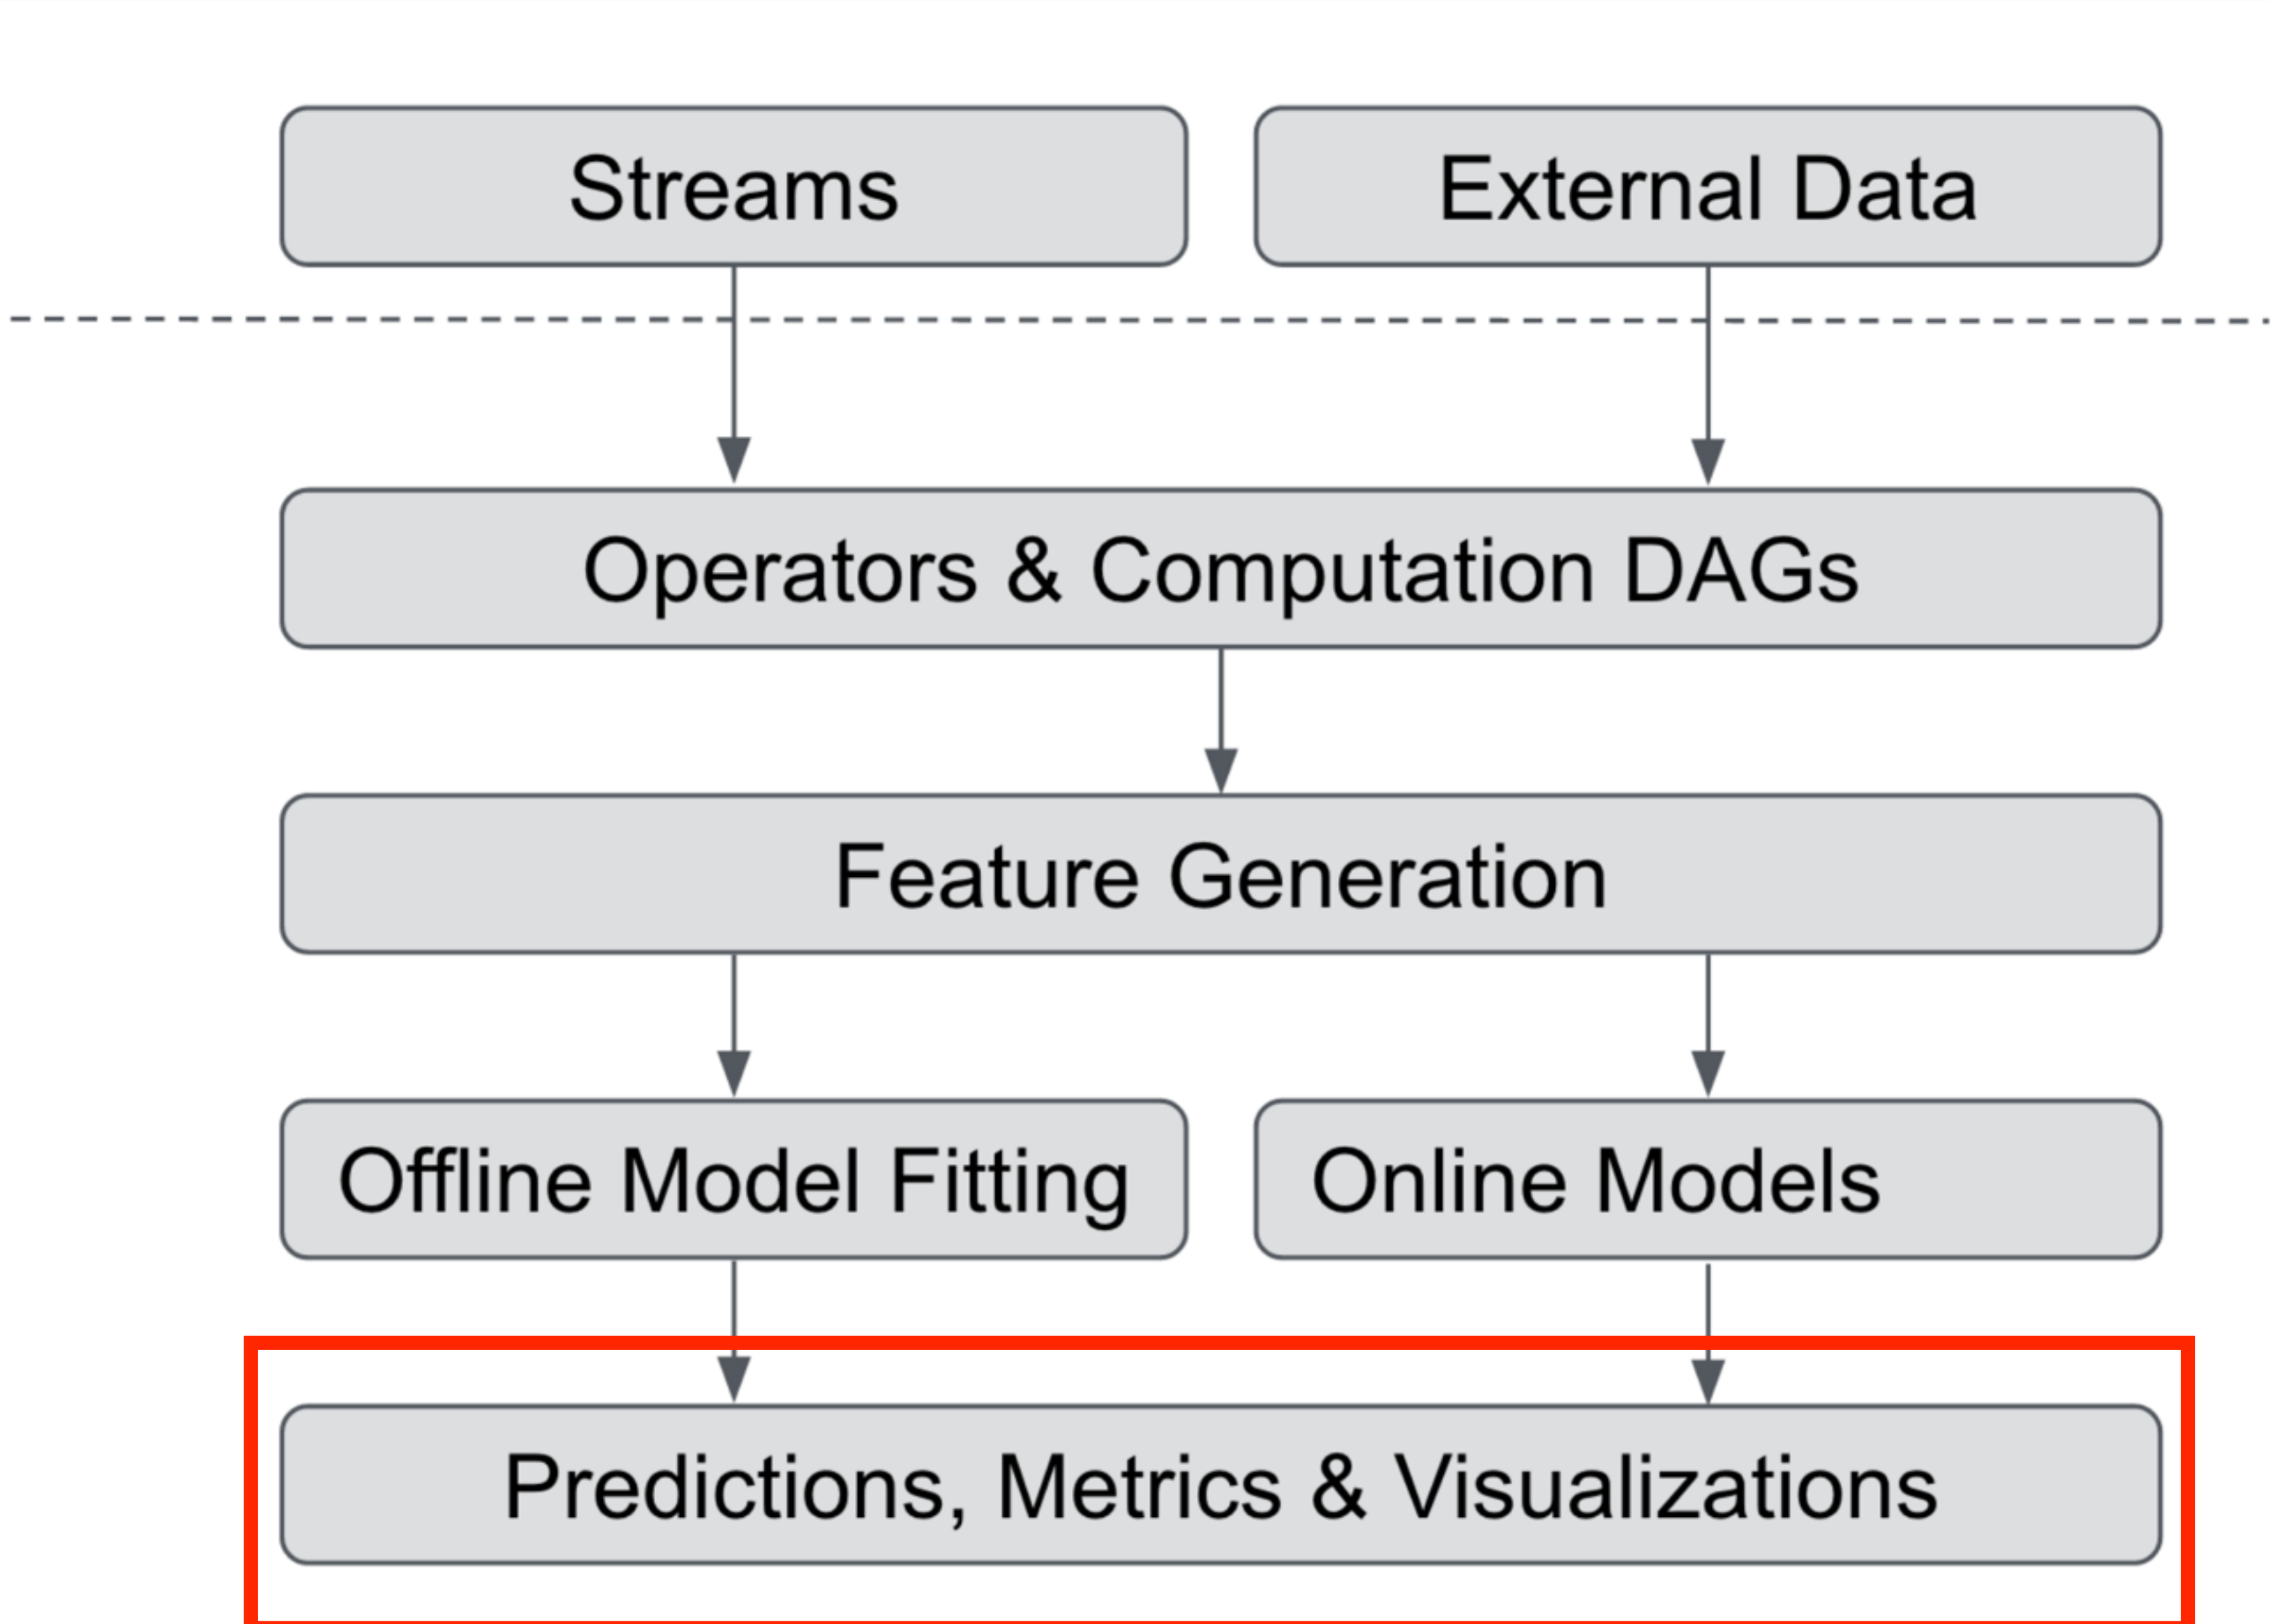 Streams
External Data
Operators & Computation DAGs
Feature Generation
Offline Model Fitting
Online Models
Predictions, Metrics & Visualizations